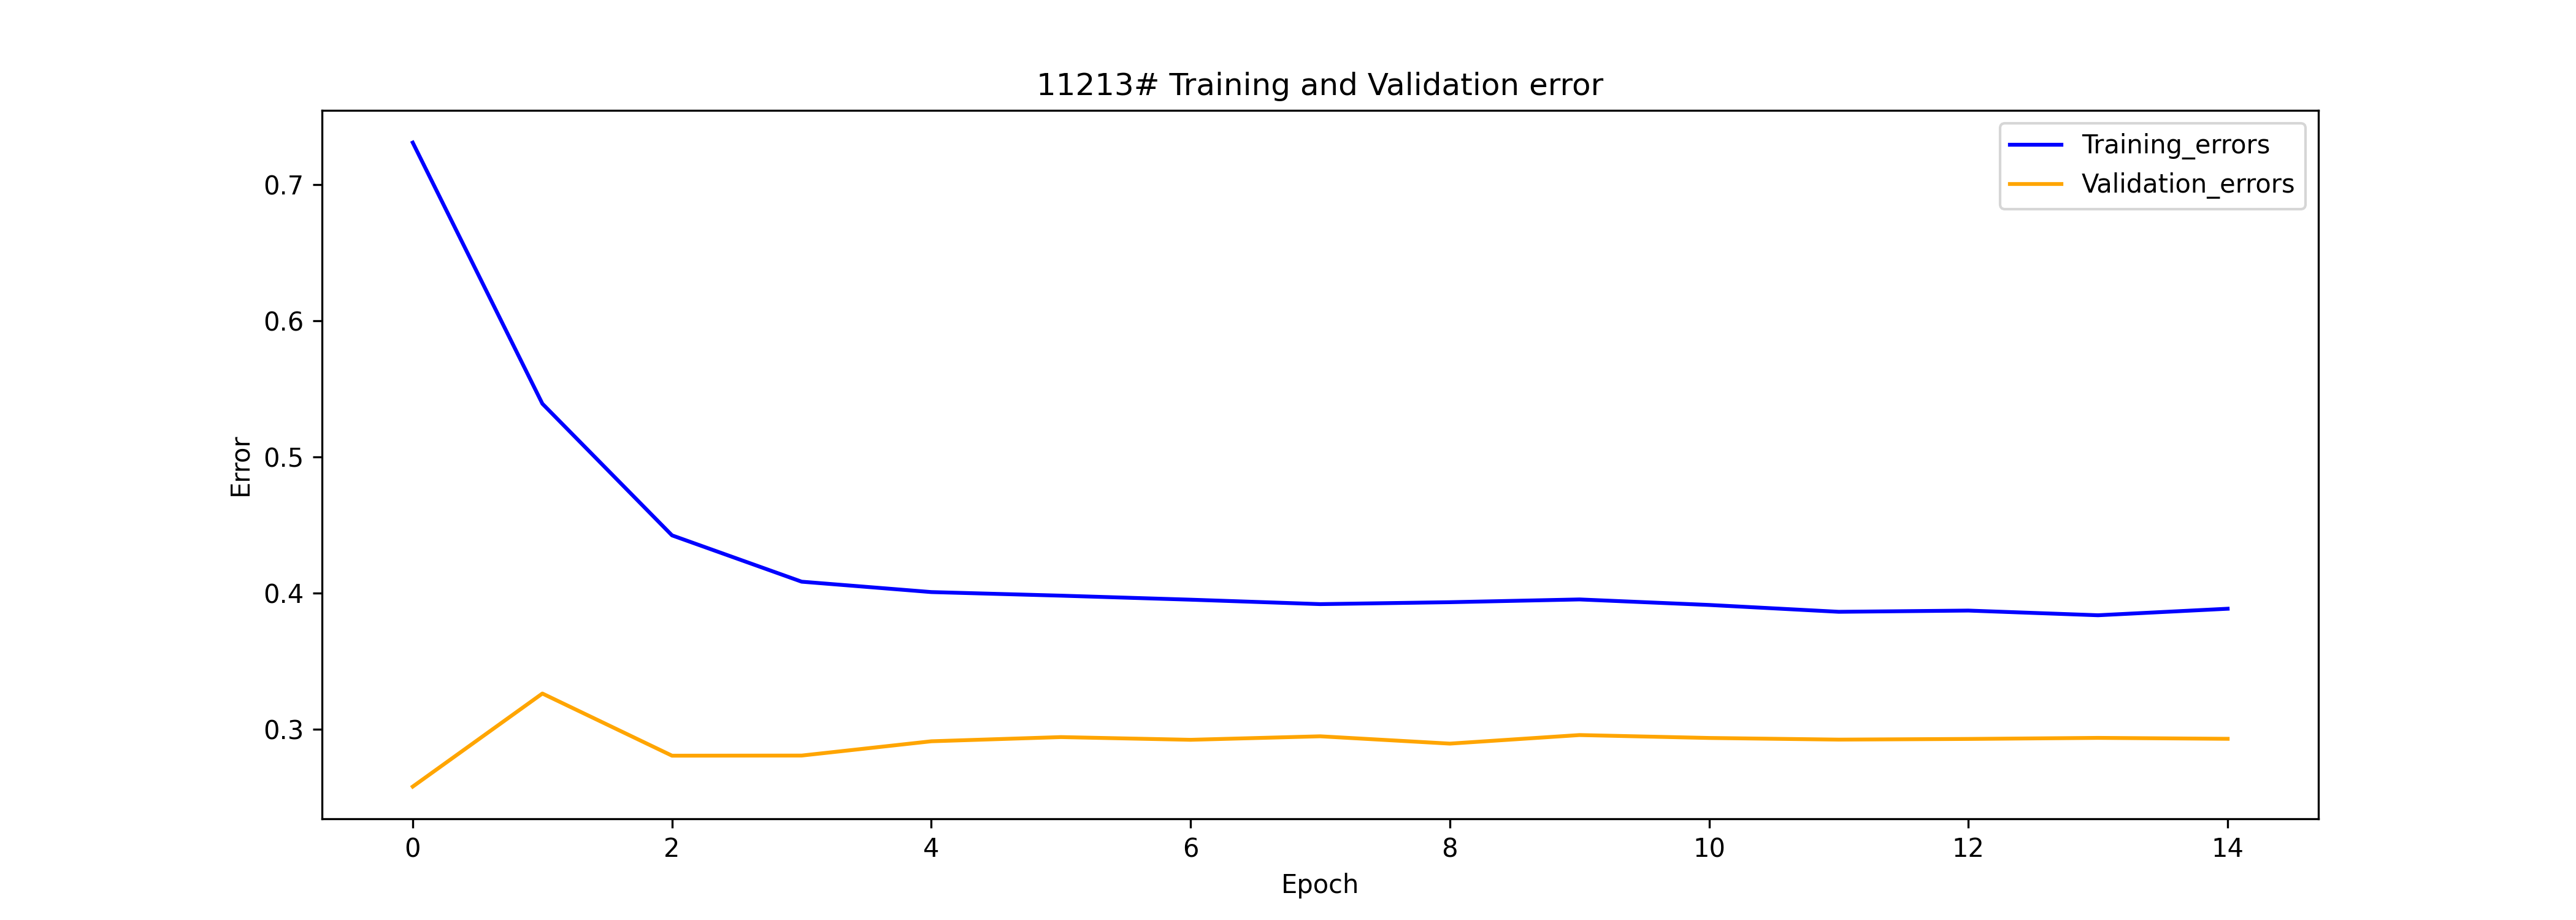 11213# Training and Validation error
Training_errors
Validation_errors
0.7
0.6
0.5
0.4
0.3
Error
0 2 4 6 8 10 12 14
Epoch